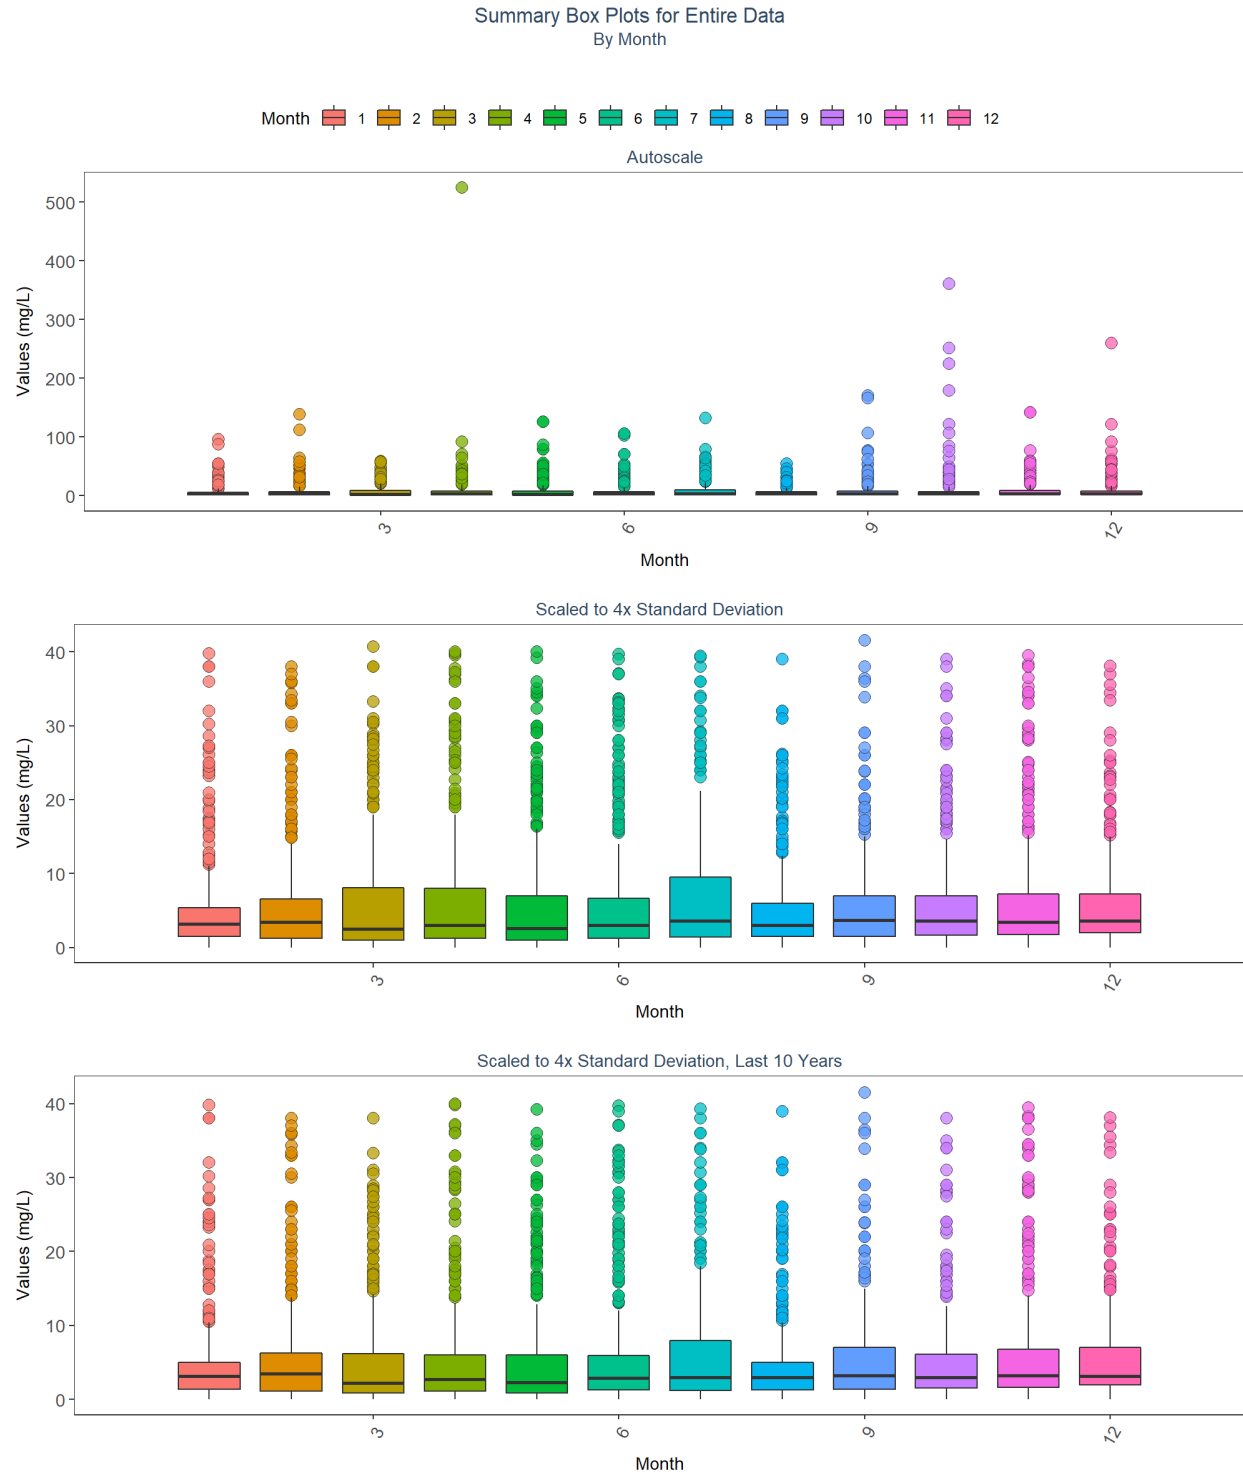 Summary Box Plots for Entire Data
By Month
Month 1 2 3 4 5 6 7 8 9 10 11 12
Autoscale
500
400
300
200
100
0
Values (mg/L)
3 6 9 12
Month
Scaled to 4x Standard Deviation
40
30
20
10
0
Values (mg/L)
3 6 9 12
Month
Scaled to 4x Standard Deviation, Last 10 Years
40
30
20
10
0
Values (mg/L)
3 6 9 12
Month